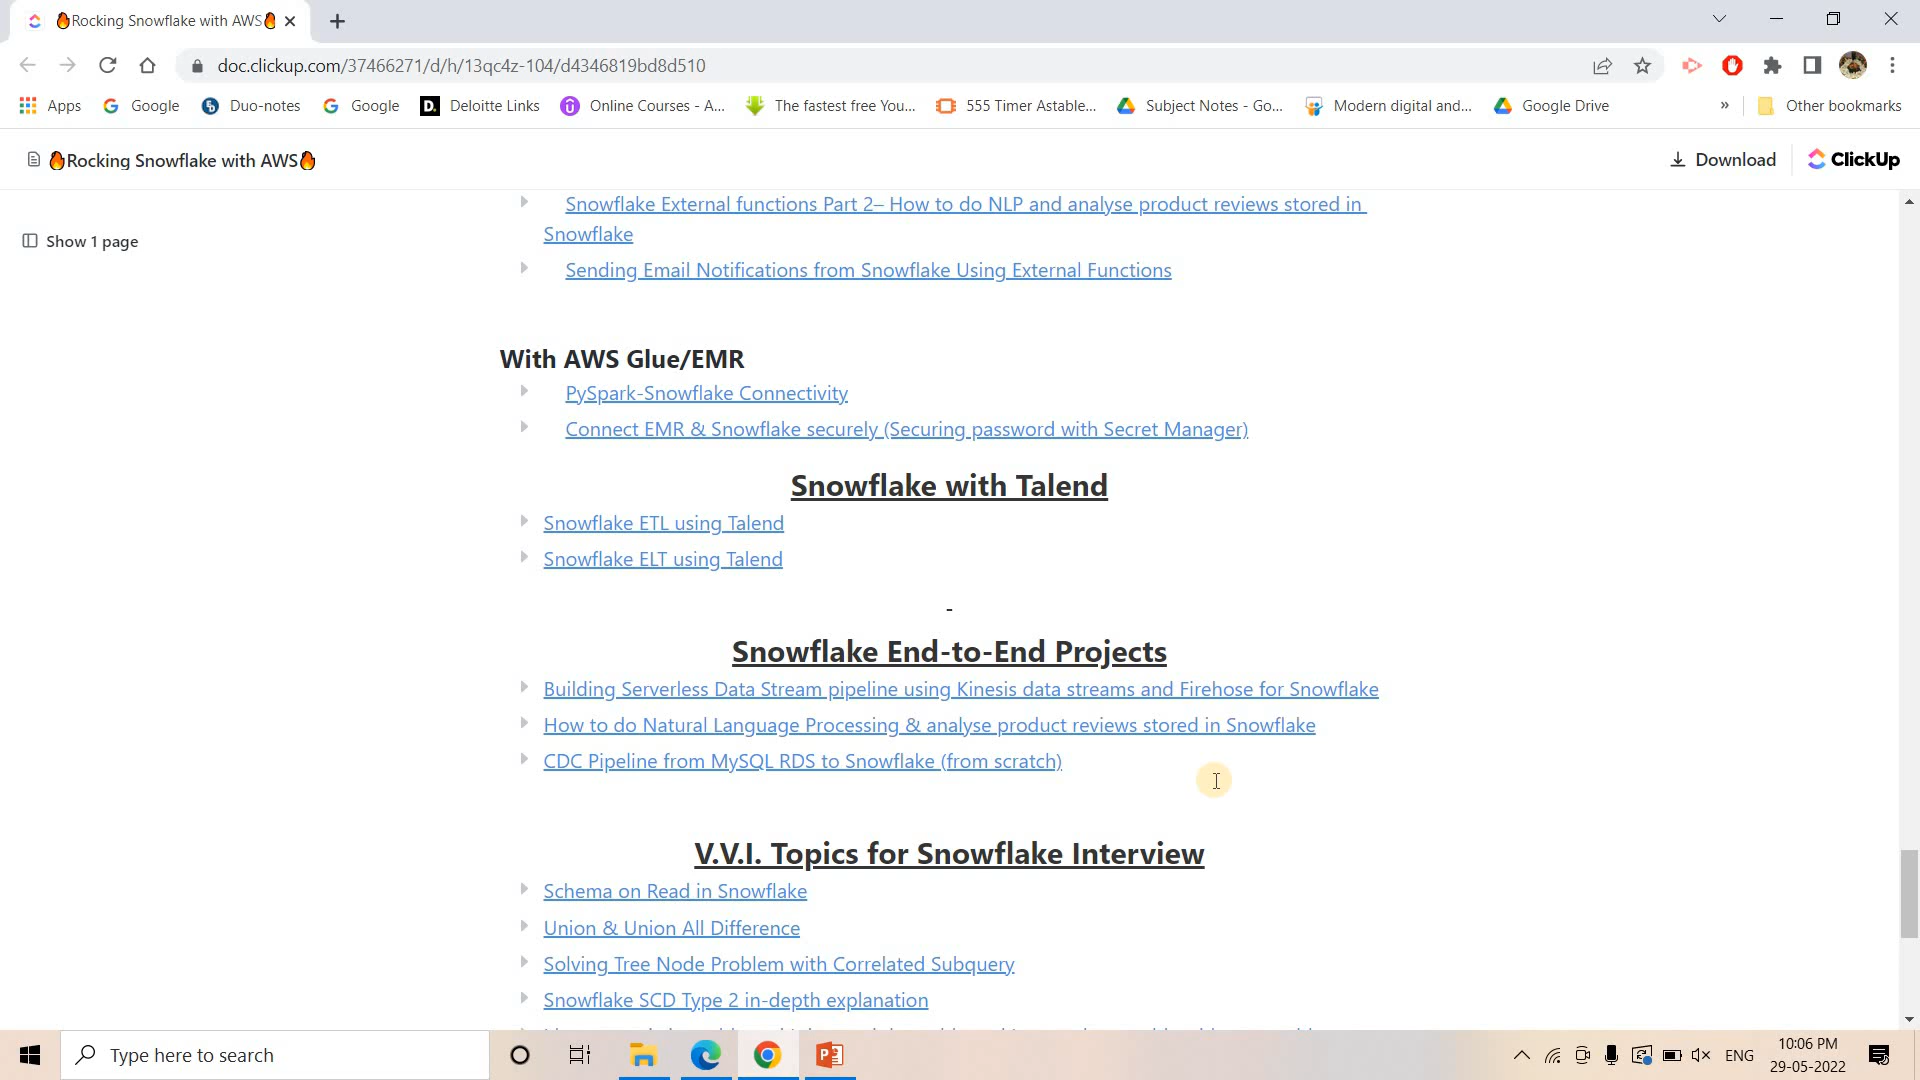 🔥Rocking Snowflake with AWS🔥
doc.clickup.com/37466271/d/h/13qc4z-104/d4346819bd8d510
Apps Google Duo-notes Google Deloitte Links Online Courses - A... The fastest free You... 555 Timer Astable... Subject Notes - Go... Modern digital and... Google Drive » Other bookmarks
🔥Rocking Snowflake with AWS🔥 Download ClickUp
Show 1 page
Snowflake External functions Part 2– How to do NLP and analyse product reviews stored in
Snowflake
Sending Email Notifications from Snowflake Using External Functions
With AWS Glue/EMR
PySpark-Snowflake Connectivity
Connect EMR & Snowflake securely (Securing password with Secret Manager)
Snowflake with Talend
Snowflake ETL using Talend
Snowflake ELT using Talend
-
Snowflake End-to-End Projects
Building Serverless Data Stream pipeline using Kinesis data streams and Firehose for Snowflake
How to do Natural Language Processing & analyse product reviews stored in Snowflake
CDC Pipeline from MySQL RDS to Snowflake (from scratch)
V.V.I. Topics for Snowflake Interview
Schema on Read in Snowflake
Union & Union All Difference
Solving Tree Node Problem with Correlated Subquery
Snowflake SCD Type 2 in-depth explanation
Type here to search
ENG
10:06 PM
29-05-2022